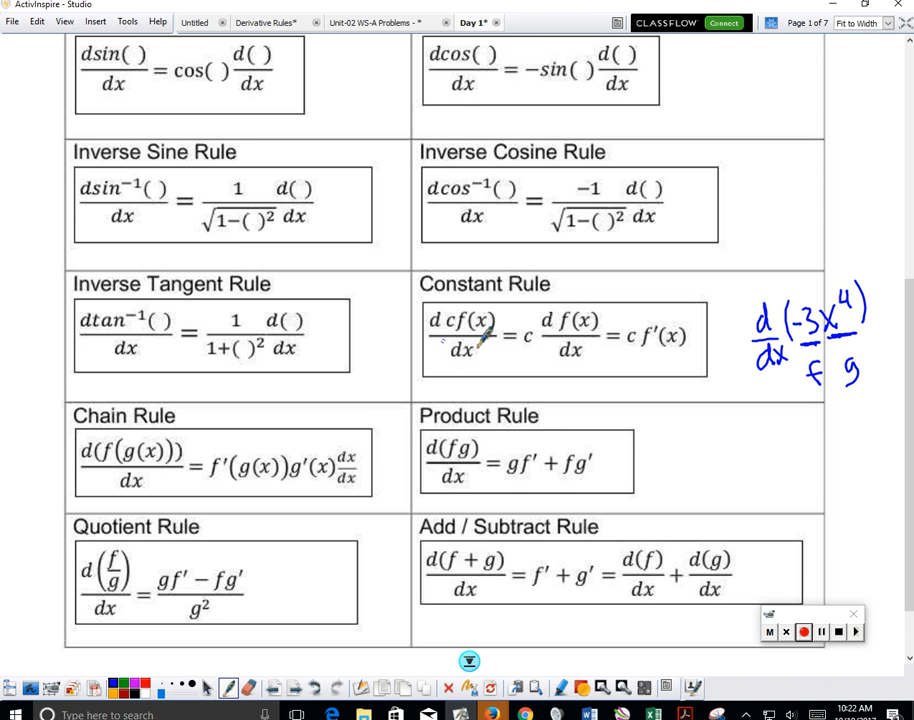 ActivInspire - Studio
File Edit View Insert Tools Help Untitled Derivative Rules* Unit-02 WS-A Problems - * Day 1* CLASSFLOW Connect Page 1 of 7 Fit to Width
dsin( )/dx = cos( ) d( )/dx
dcos( )/dx = -sin( ) d( )/dx
Inverse Sine Rule
dsin⁻¹( )/dx = 1/√(1-( )²) d( )/dx
Inverse Cosine Rule
dcos⁻¹( )/dx = -1/√(1-( )²) d( )/dx
Inverse Tangent Rule
dtan⁻¹( )/dx = 1/(1+( )²) d( )/dx
Constant Rule
d cf(x)/dx = c d f(x)/dx = c f′(x)
d/dx (-3x⁴)
f g
Chain Rule
d(f(g(x)))/dx = f′(g(x))g′(x) dx/dx
Product Rule
d(fg)/dx = gf′ + fg′
Quotient Rule
d(f/g)/dx = (gf′ - fg′)/g²
Add / Subtract Rule
d(f + g)/dx = f′ + g′ = d(f)/dx + d(g)/dx
M
Type here to search
10:22 AM